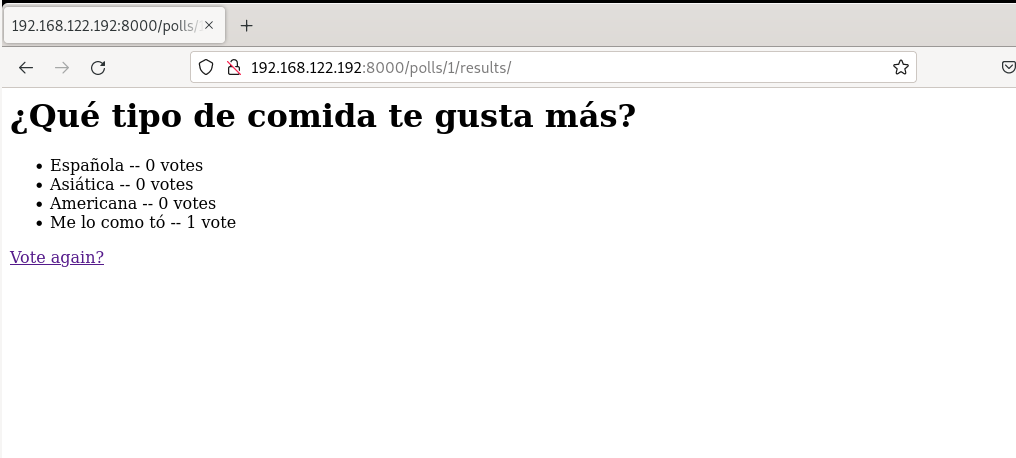 192.168.122.192:8000/polls/
192.168.122.192:8000/polls/1/results/
¿Qué tipo de comida te gusta más?
• Española -- 0 votes
• Asiática -- 0 votes
• Americana -- 0 votes
• Me lo como tó -- 1 vote
Vote again?